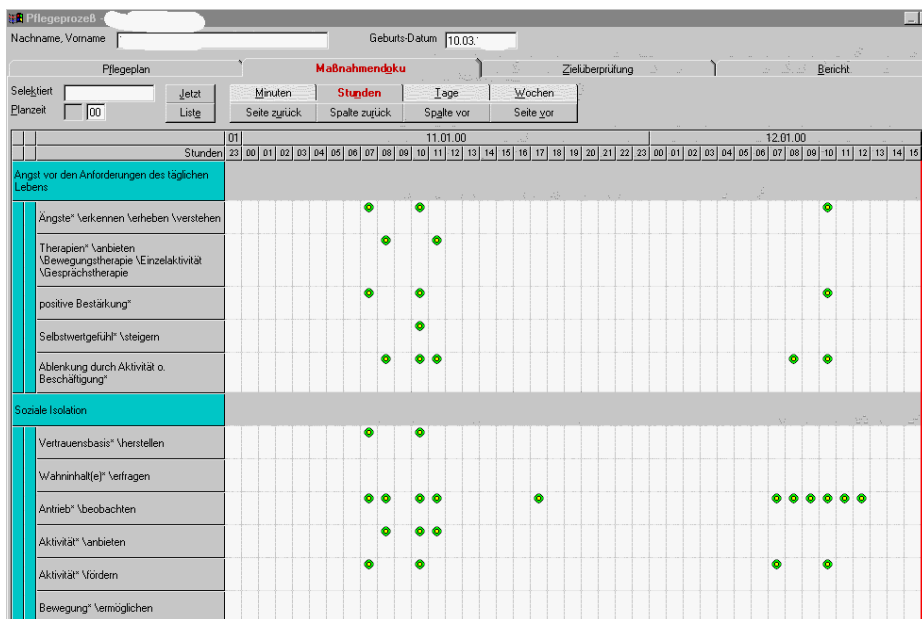 Pflegeprozeß -
Nachname, Vorname
Geburts-Datum 10.03.
Pflegeplan Maßnahmendoku Zielüberprüfung Bericht
Selektiert Jetzt Minuten Stunden Tage Wochen
Planzeit 00 Liste Seite zurück Spalte zurück Spalte vor Seite vor
01 11.01.00 12.01.00
Stunden 23 00 01 02 03 04 05 06 07 08 09 10 11 12 13 14 15 16 17 18 19 20 21 22 23 00 01 02 03 04 05 06 07 08 09 10 11 12 13 14 15
Angst vor den Anforderungen des täglichen
Lebens
Ängste* \erkennen \erheben \verstehen
Therapien* \anbieten
\Bewegungstherapie \Einzelaktivität
\Gesprächstherapie
positive Bestärkung*
Selbstwertgefühl* \steigern
Ablenkung durch Aktivität o.
Beschäftigung*
Soziale Isolation
Vertrauensbasis* \herstellen
Wahninhalt(e)* \erfragen
Antrieb* \beobachten
Aktivität* \anbieten
Aktivität* \fördern
Bewegung* \ermöglichen